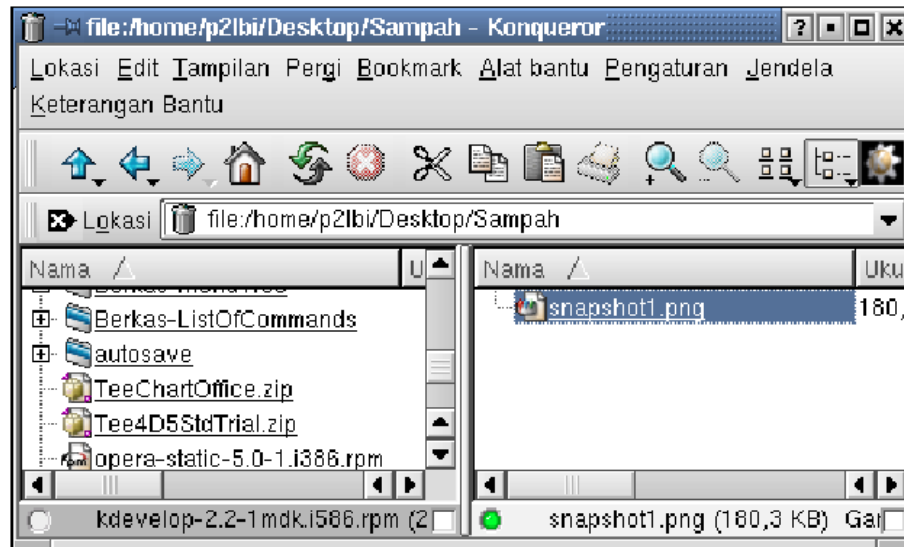 file:/home/p2lbi/Desktop/Sampah - Konqueror
Lokasi Edit Tampilan Pergi Bookmark Alat bantu Pengaturan Jendela
Keterangan Bantu
Lokasi file:/home/p2lbi/Desktop/Sampah
Nama U
Berkas-ListOfCommands
autosave
TeeChartOffice.zip
Tee4D5StdTrial.zip
opera-static-5.0-1.i386.rpm
kdevelop-2.2-1mdk.i586.rpm (2
Nama Uku
snapshot1.png 180,
snapshot1.png (180,3 KB) Gar